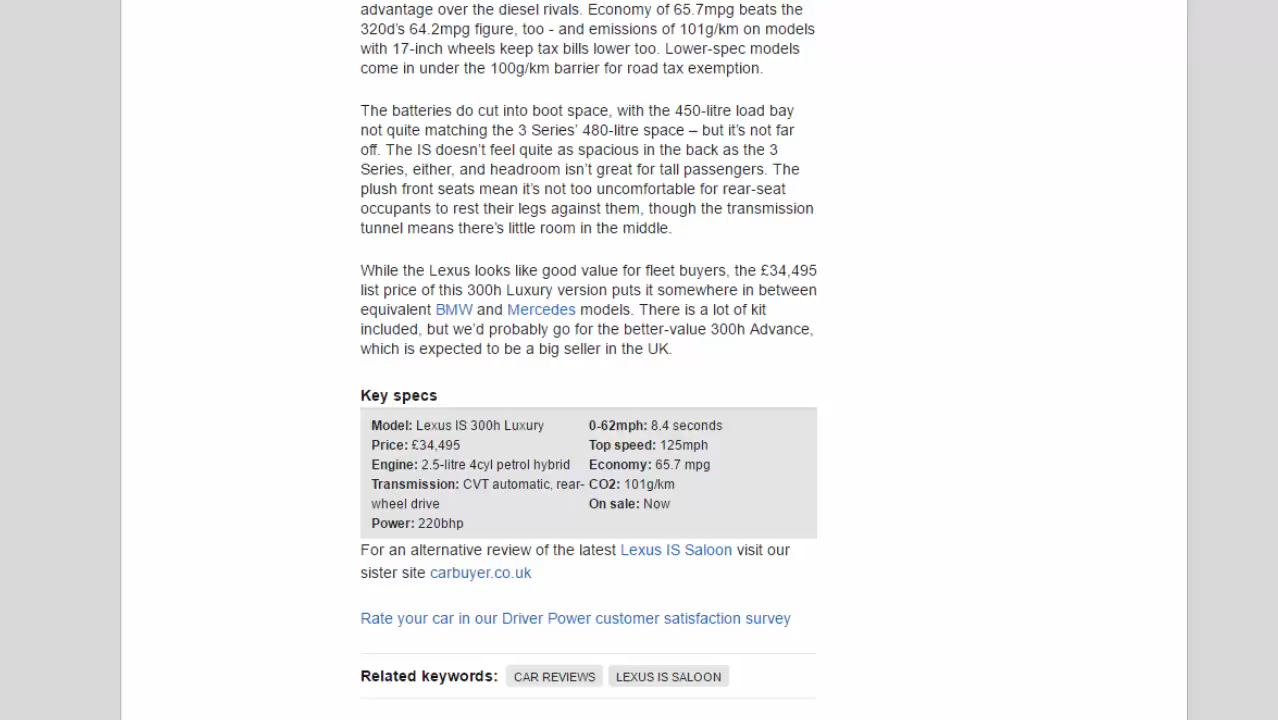 advantage over the diesel rivals. Economy of 65.7mpg beats the
320d's 64.2mpg figure, too - and emissions of 101g/km on models
with 17-inch wheels keep tax bills lower too. Lower-spec models
come in under the 100g/km barrier for road tax exemption.
The batteries do cut into boot space, with the 450-litre load bay
not quite matching the 3 Series’ 480-litre space – but it’s not far
off. The IS doesn’t feel quite as spacious in the back as the 3
Series, either, and headroom isn’t great for tall passengers. The
plush front seats mean it’s not too uncomfortable for rear-seat
occupants to rest their legs against them, though the transmission
tunnel means there’s little room in the middle.
While the Lexus looks like good value for fleet buyers, the £34,495
list price of this 300h Luxury version puts it somewhere in between
equivalent BMW and Mercedes models. There is a lot of kit
included, but we’d probably go for the better-value 300h Advance,
which is expected to be a big seller in the UK.
Key specs
Model: Lexus IS 300h Luxury
Price: £34,495
Engine: 2.5-litre 4cyl petrol hybrid
Transmission: CVT automatic, rear-
wheel drive
Power: 220bhp
0-62mph: 8.4 seconds
Top speed: 125mph
Economy: 65.7 mpg
CO2: 101g/km
On sale: Now
For an alternative review of the latest Lexus IS Saloon visit our
sister site carbuyer.co.uk
Rate your car in our Driver Power customer satisfaction survey
Related keywords: CAR REVIEWS LEXUS IS SALOON